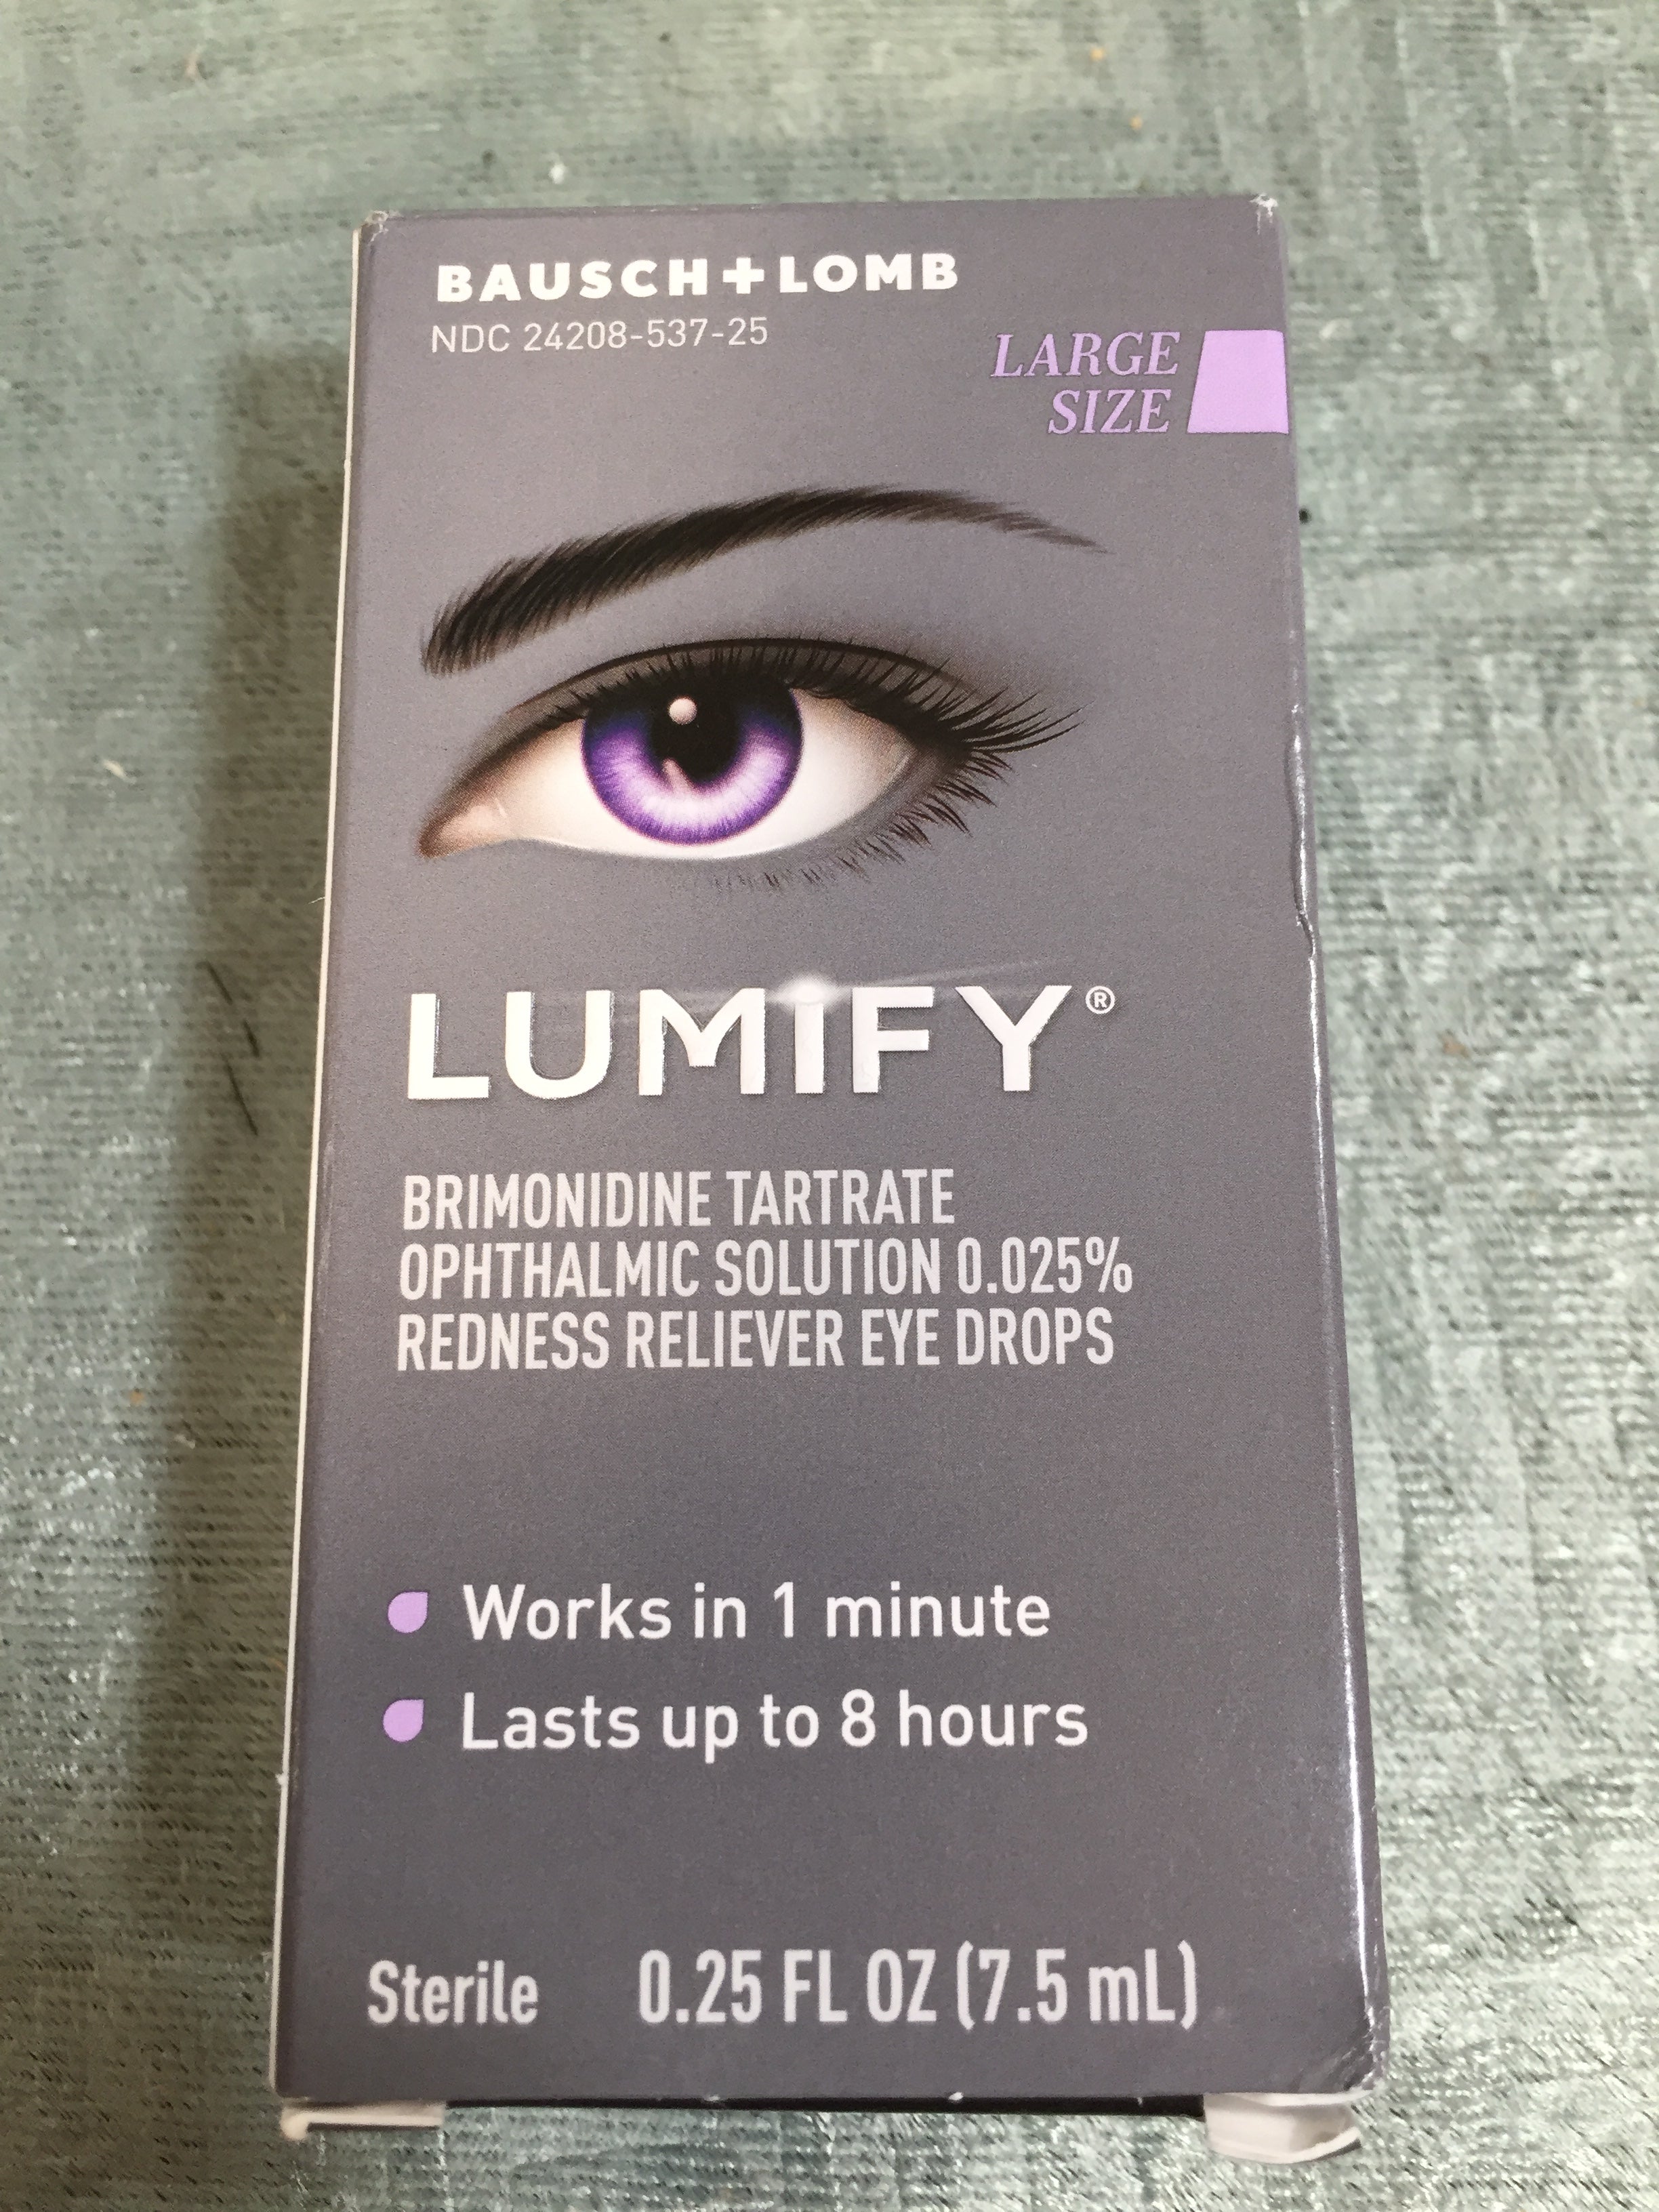 BAUSCH+LOMB
NDC 24208-537-25
LARGE
SIZE
LUMIFY®
BRIMONIDINE TARTRATE
OPHTHALMIC SOLUTION 0.025%
REDNESS RELIEVER EYE DROPS
Works in 1 minute
Lasts up to 8 hours
Sterile 0.25 FL OZ (7.5 mL)